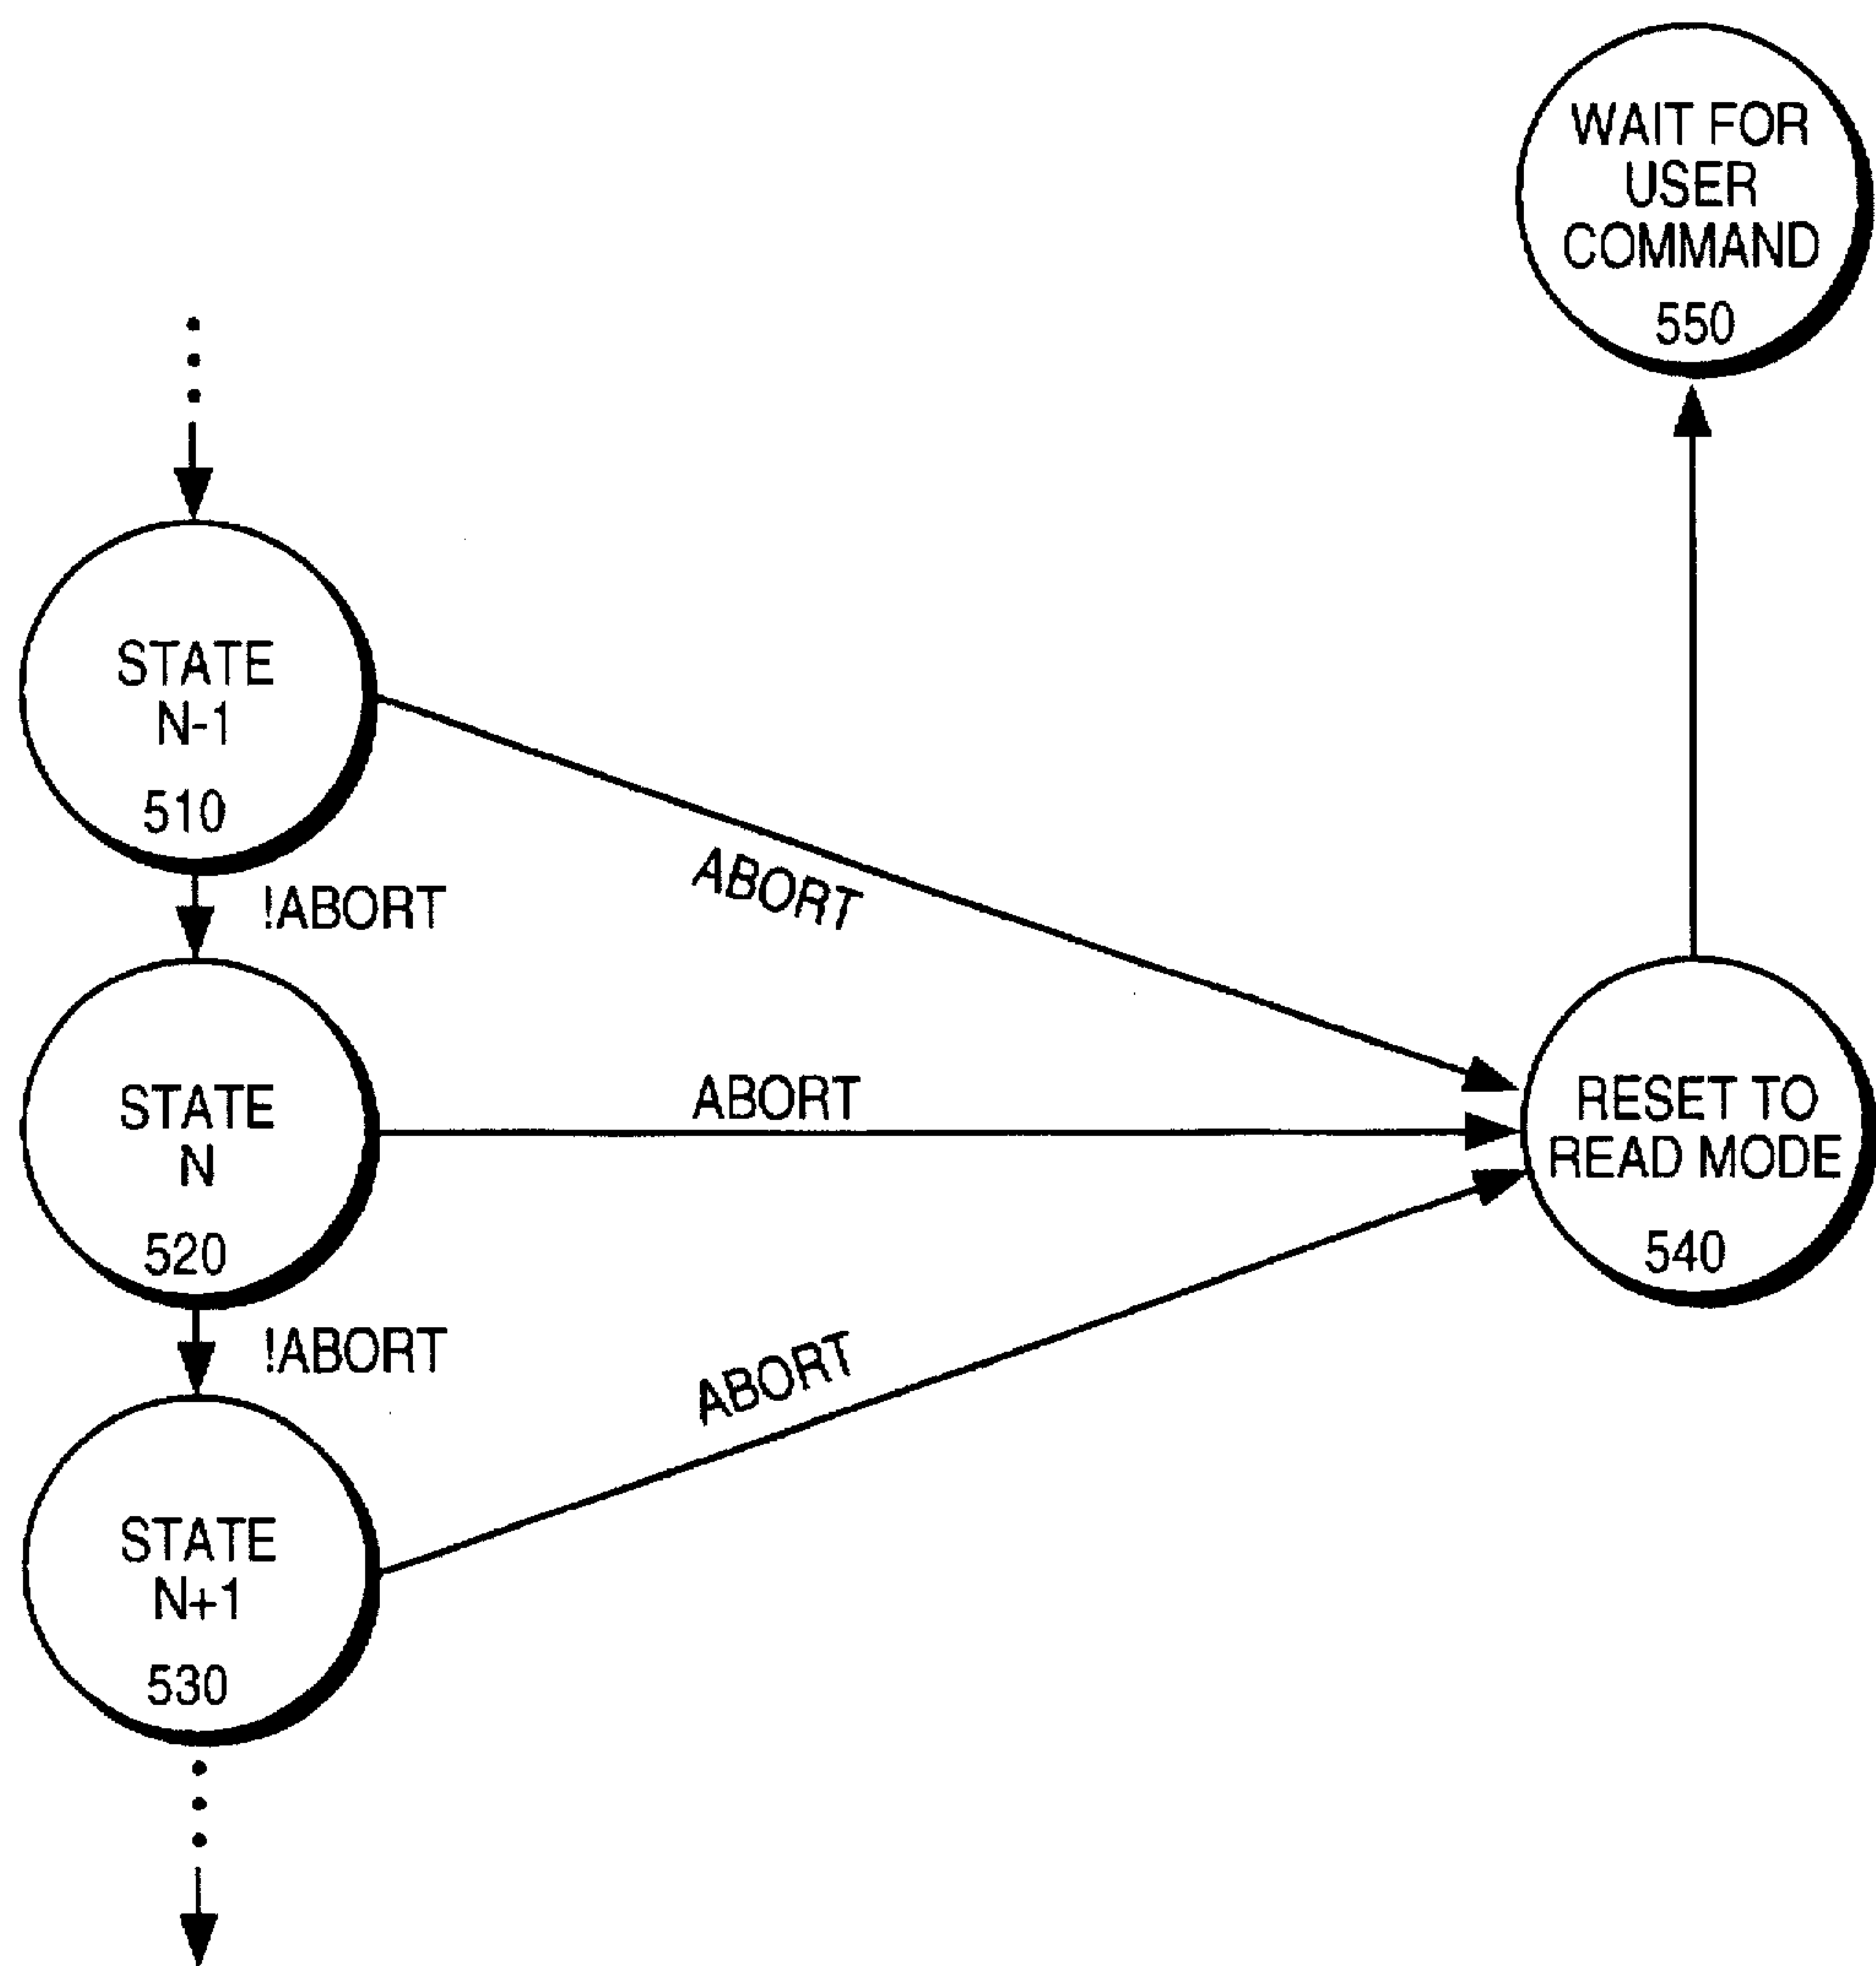 WAIT FOR
USER
COMMAND
550
STATE
N-1
510
!ABORT
ABORT
STATE
N
520
ABORT
RESET TO
READ MODE
540
!ABORT
ABORT
STATE
N+1
530